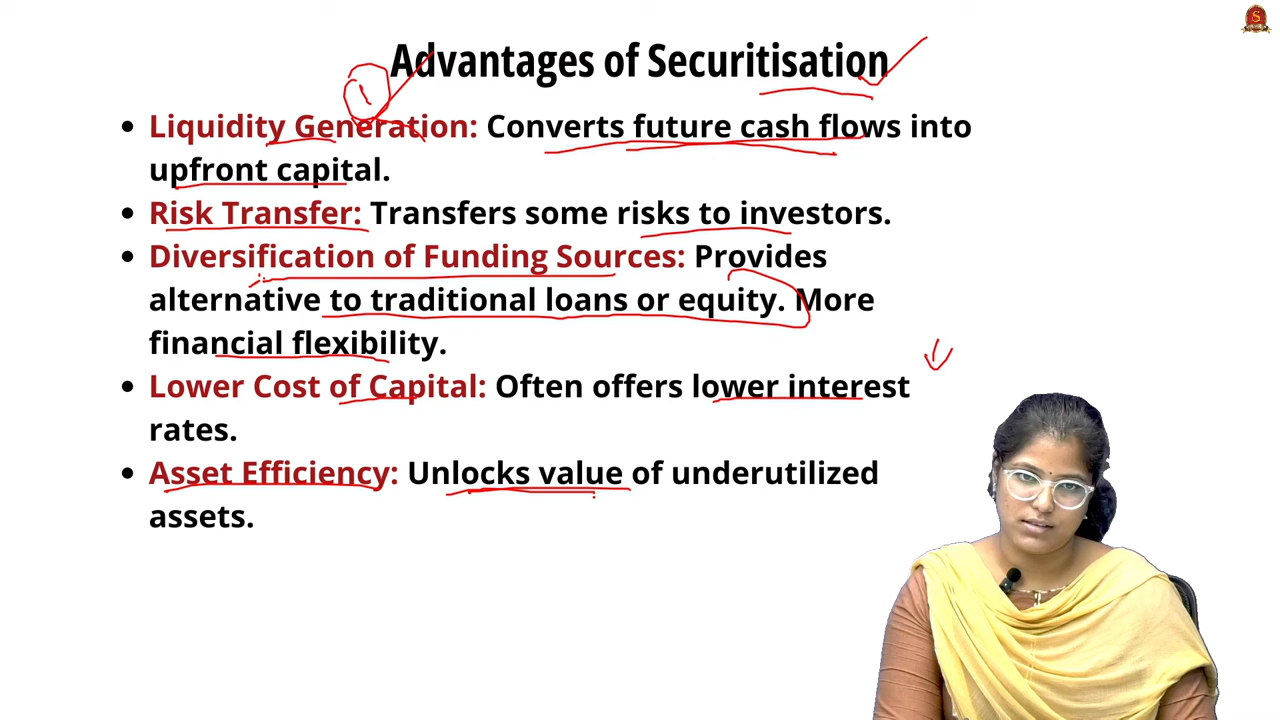 Advantages of Securitisation
• Liquidity Generation: Converts future cash flows into
upfront capital.
• Risk Transfer: Transfers some risks to investors.
• Diversification of Funding Sources: Provides
alternative to traditional loans or equity. More
financial flexibility.
• Lower Cost of Capital: Often offers lower interest
rates.
• Asset Efficiency: Unlocks value of underutilized
assets.